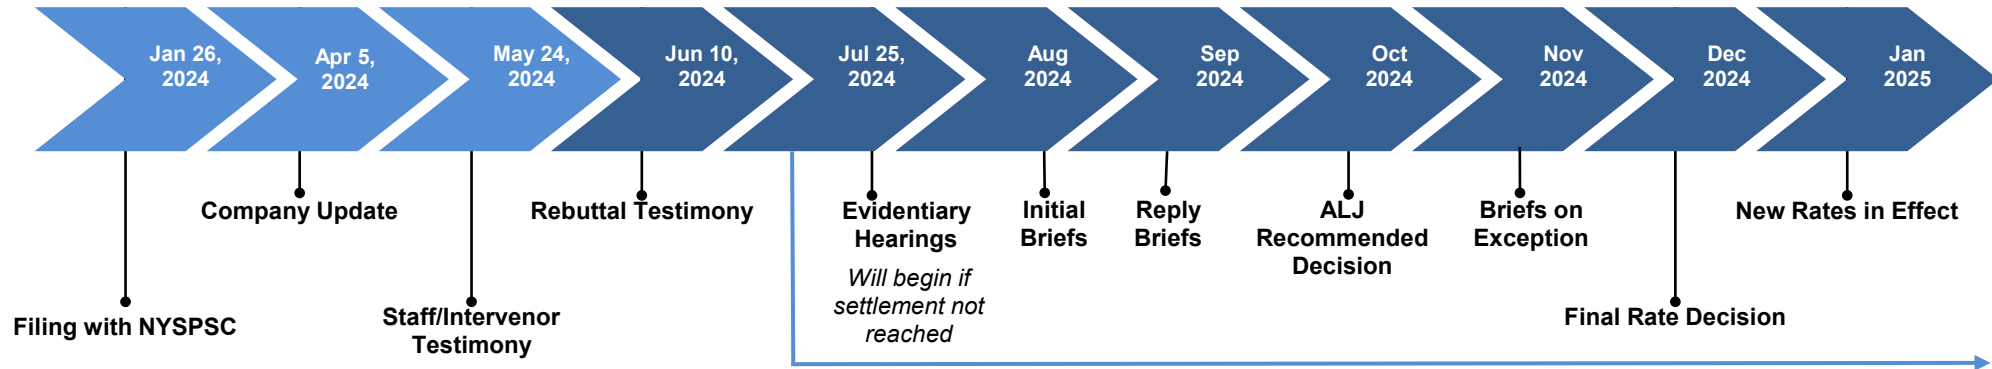 Jan 26,
2024
Apr 5,
2024
May 24,
2024
Jun 10,
2024
Jul 25,
2024
Aug
2024
Sep
2024
Oct
2024
Nov
2024
Dec
2024
Jan
2025
Filing with NYSPSC
Company Update
Staff/Intervenor
Testimony
Rebuttal Testimony
Evidentiary
Hearings
Will begin if
settlement not
reached
Initial
Briefs
Reply
Briefs
ALJ
Recommended
Decision
Briefs on
Exception
Final Rate Decision
New Rates in Effect